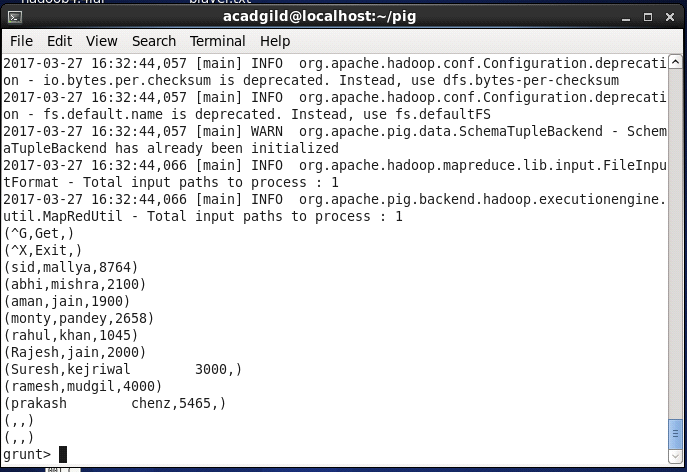 acadgild@localhost:~/pig
File Edit View Search Terminal Help
2017-03-27 16:32:44,057 [main] INFO  org.apache.hadoop.conf.Configuration.deprecati
on - io.bytes.per.checksum is deprecated. Instead, use dfs.bytes-per-checksum
2017-03-27 16:32:44,057 [main] INFO  org.apache.hadoop.conf.Configuration.deprecati
on - fs.default.name is deprecated. Instead, use fs.defaultFS
2017-03-27 16:32:44,057 [main] WARN  org.apache.pig.data.SchemaTupleBackend - Schem
aTupleBackend has already been initialized
2017-03-27 16:32:44,066 [main] INFO  org.apache.hadoop.mapreduce.lib.input.FileInpu
tFormat - Total input paths to process : 1
2017-03-27 16:32:44,066 [main] INFO  org.apache.pig.backend.hadoop.executionengine.
util.MapRedUtil - Total input paths to process : 1
(^G,Get,)
(^X,Exit,)
(sid,mallya,8764)
(abhi,mishra,2100)
(aman,jain,1900)
(monty,pandey,2658)
(rahul,khan,1045)
(Rajesh,jain,2000)
(Suresh,kejriwal        3000,)
(ramesh,mudgil,4000)
(prakash        chenz,5465,)
(,,)
(,,)
grunt>